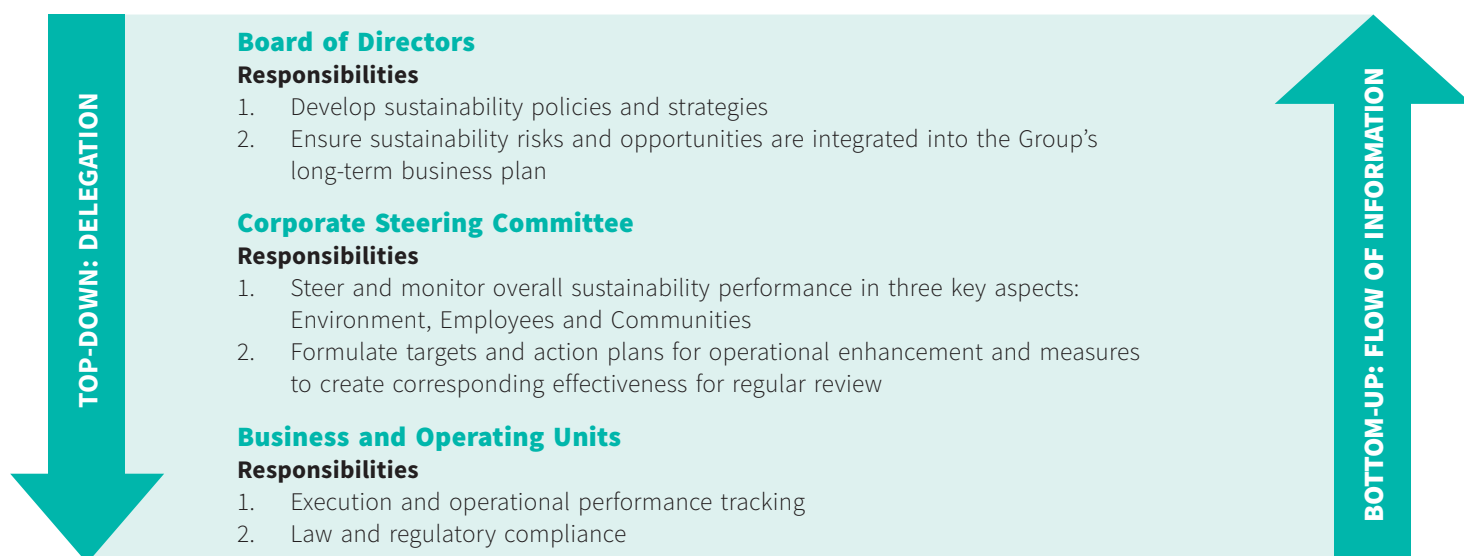 TOP-DOWN: DELEGATION
Board of Directors
Responsibilities
1. Develop sustainability policies and strategies
2. Ensure sustainability risks and opportunities are integrated into the Group’s
long-term business plan
Corporate Steering Committee
Responsibilities
1. Steer and monitor overall sustainability performance in three key aspects:
Environment, Employees and Communities
2. Formulate targets and action plans for operational enhancement and measures
to create corresponding effectiveness for regular review
Business and Operating Units
Responsibilities
1. Execution and operational performance tracking
2. Law and regulatory compliance
BOTTOM-UP: FLOW OF INFORMATION